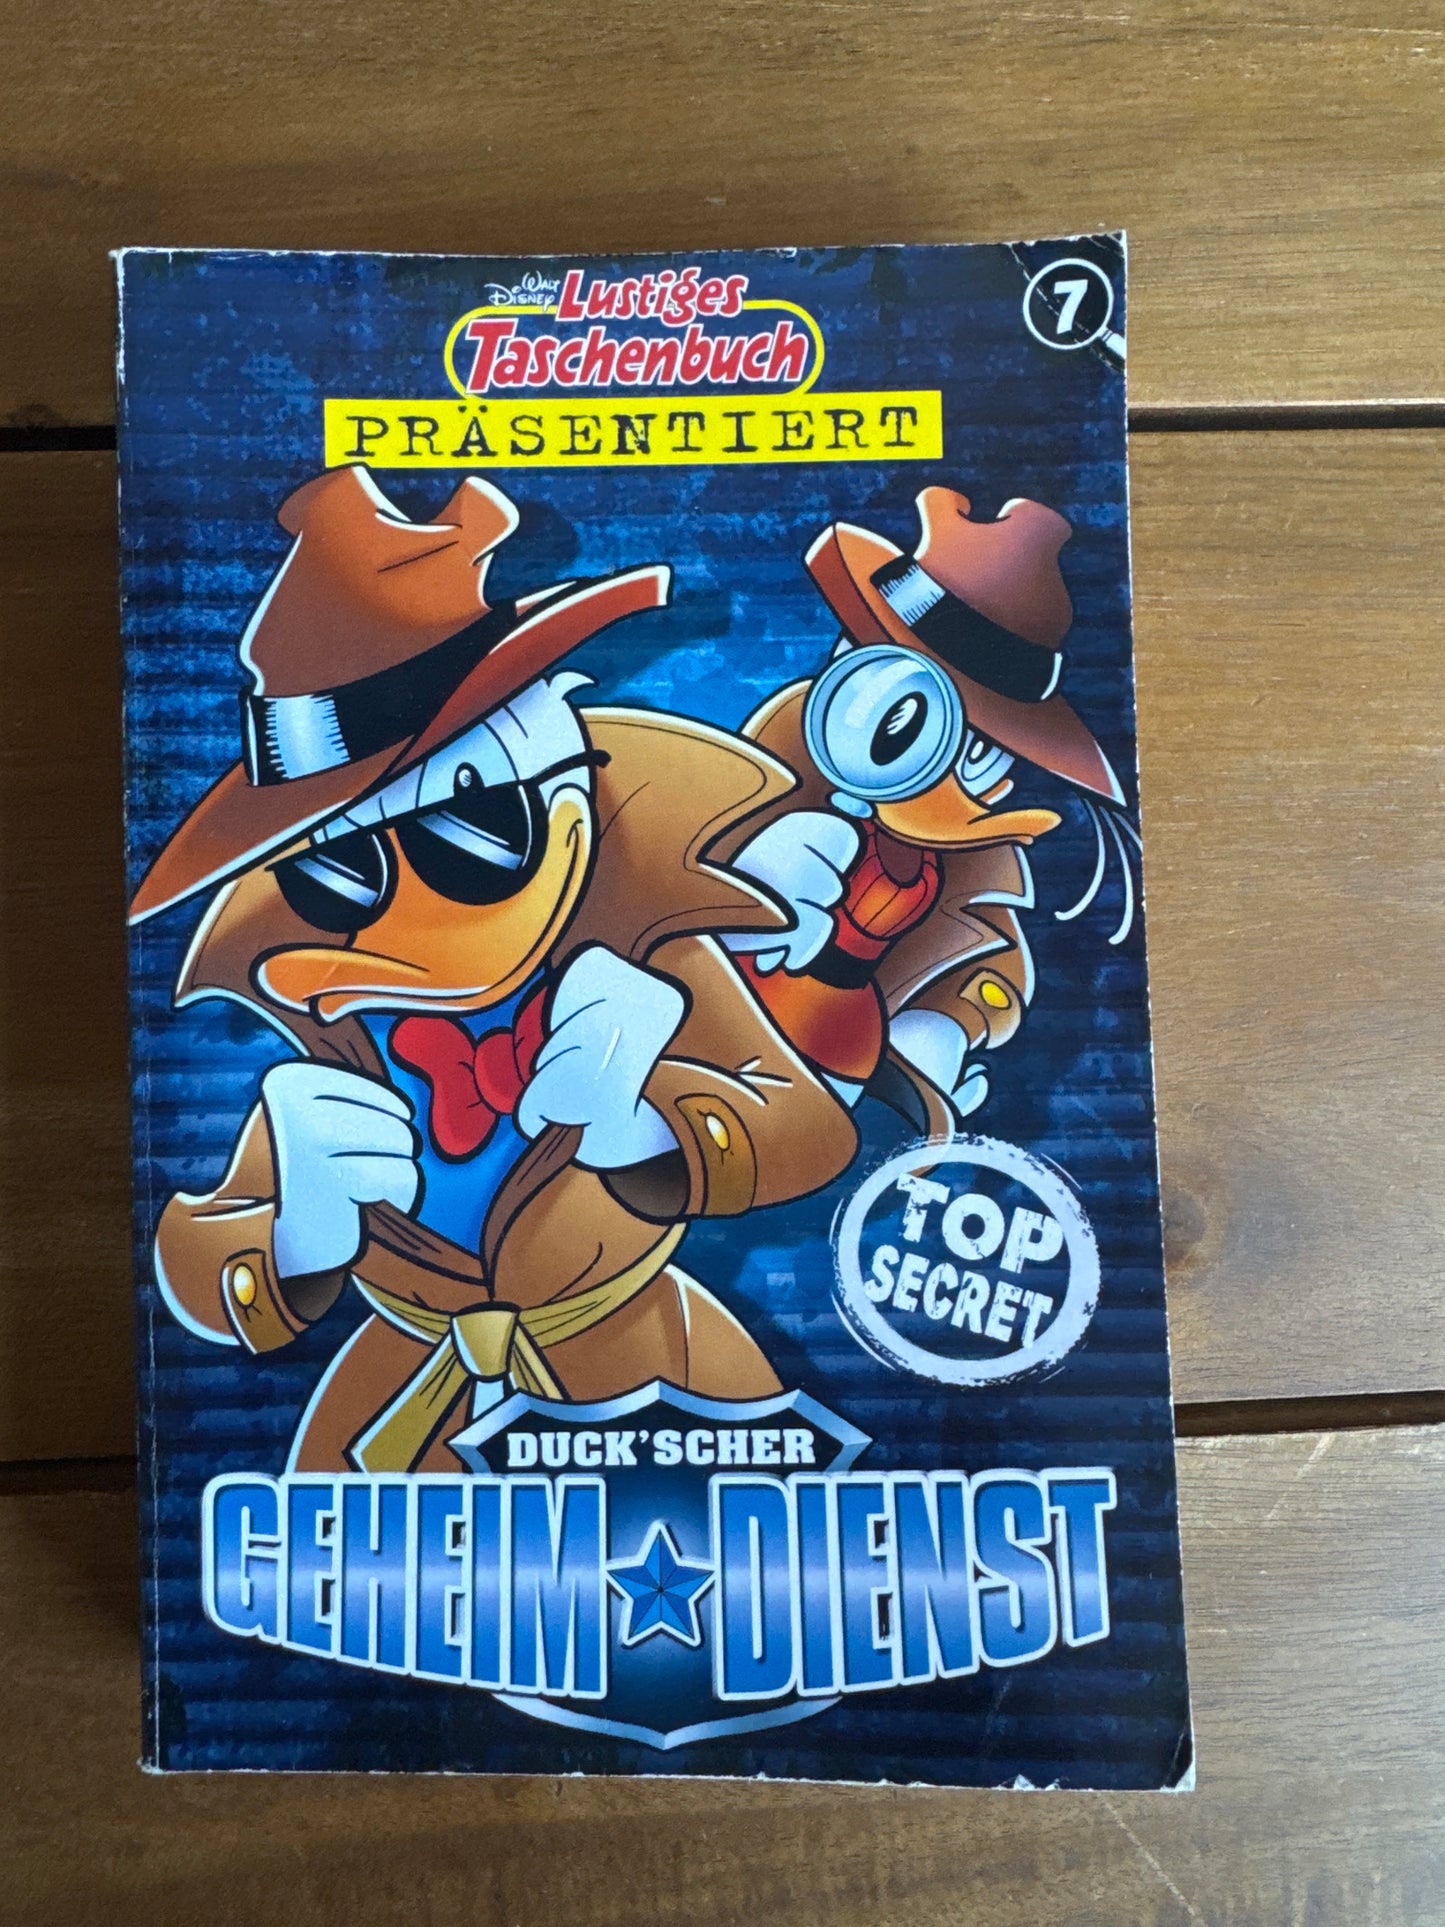 Walt
Disney
Lustiges
Taschenbuch
7
PRÄSENTIERT
TOP
SECRET
DUCK'SCHER
GEHEIM DIENST